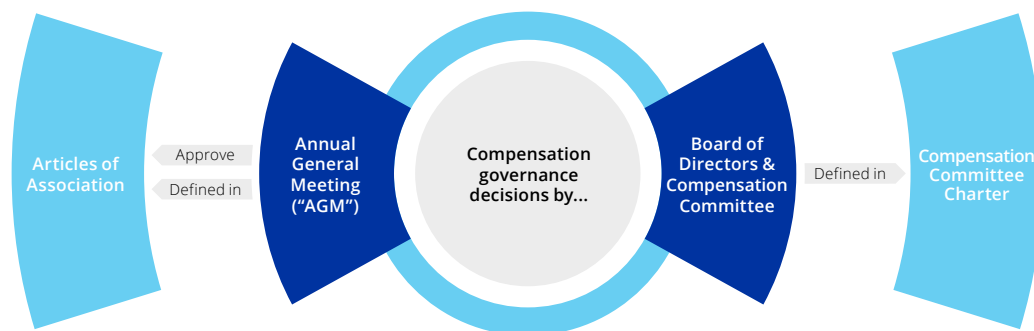 Articles of
Association
Approve
Defined in
Annual
General
Meeting
(“AGM”)
Compensation
governance
decisions by...
Board of
Directors &
Compensation
Committee
Defined in
Compensation
Committee
Charter